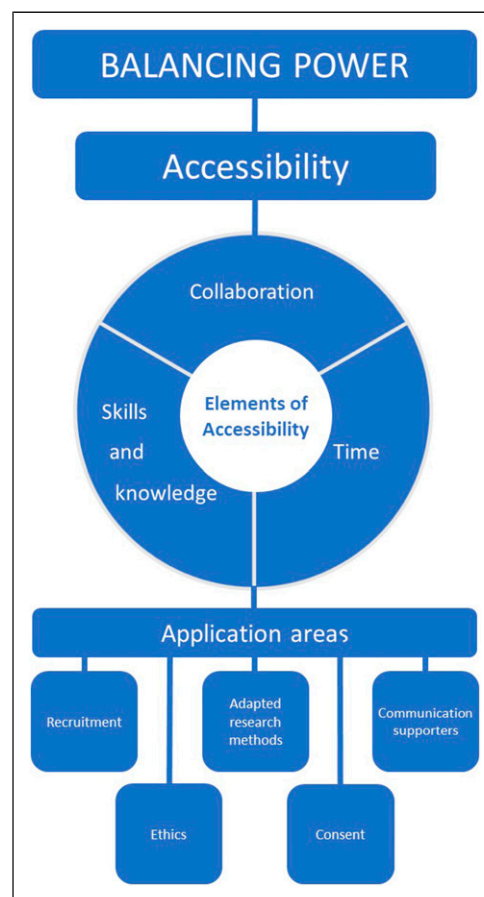 BALANCING POWER
Accessibility
Collaboration
Elements of
Accessibility
Skills
and
knowledge
Time
Application areas
Recruitment
Adapted
research
methods
Communication
supporters
Ethics
Consent